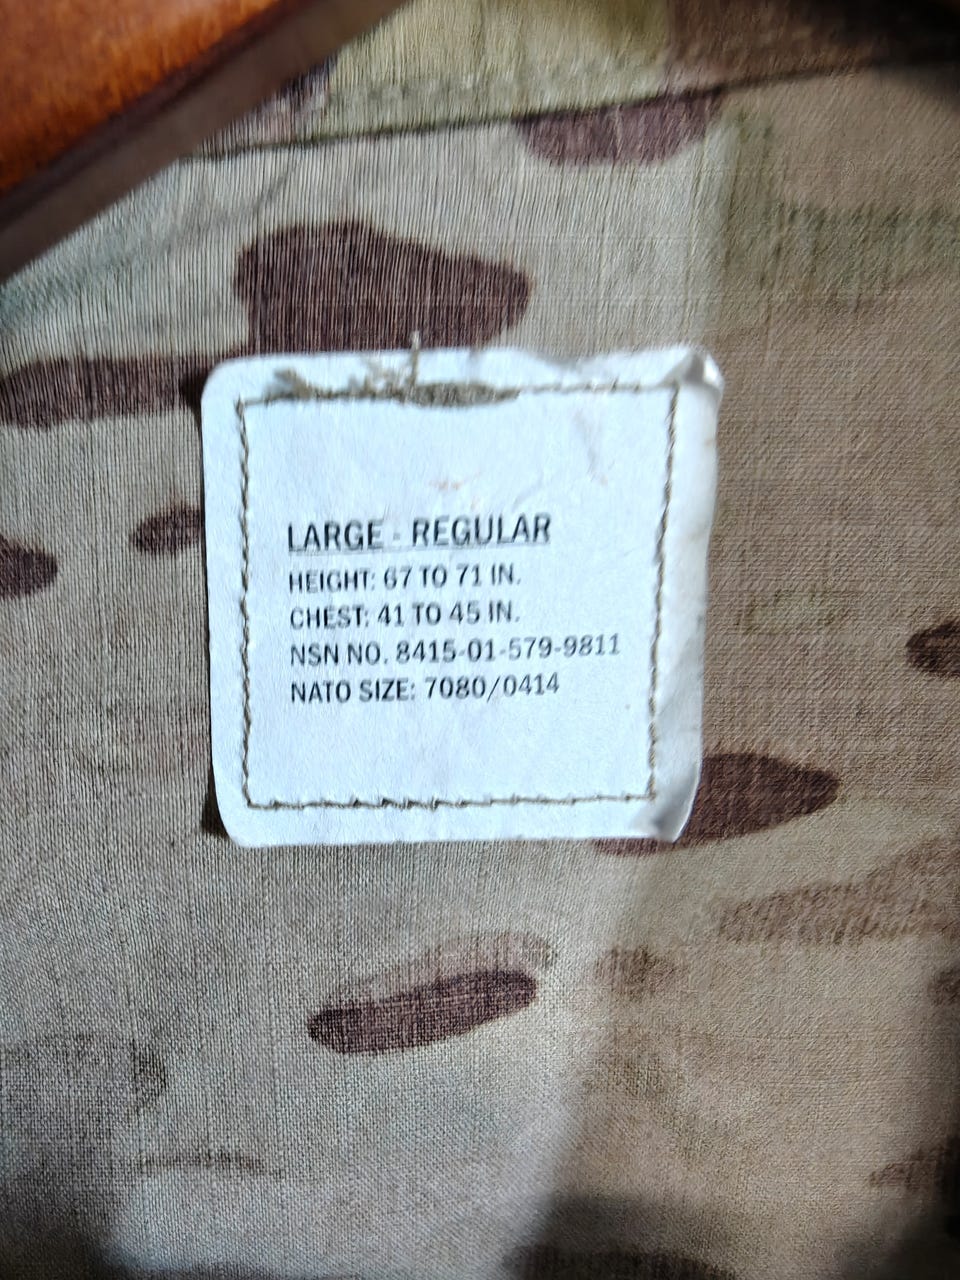 LARGE - REGULAR
HEIGHT: 67 TO 71 IN.
CHEST: 41 TO 45 IN.
NSN NO. 8415-01-579-9811
NATO SIZE: 7080/0414